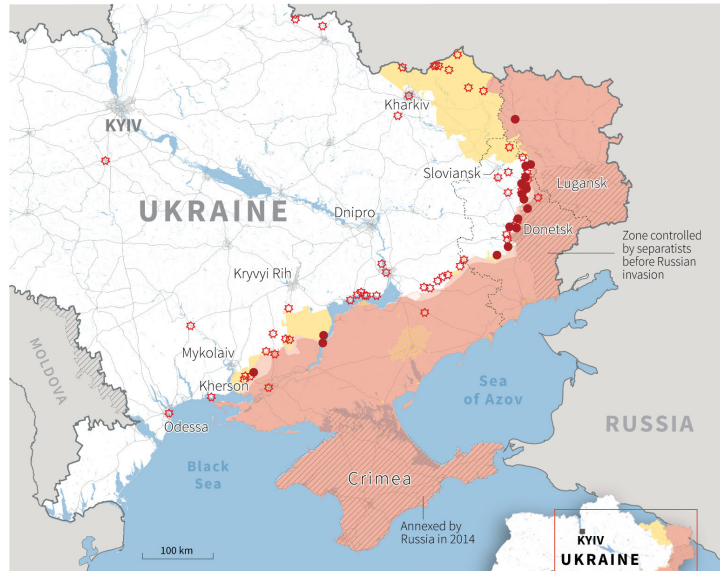 KYIV
Kharkiv
Sloviansk
Lugansk
UKRAINE
Dnipro
Donetsk
Zone controlled
by separatists
before Russian
invasion
Kryvyi Rih
MOLDOVA
Mykolaiv
Kherson
Sea
of Azov
RUSSIA
Odessa
Black
Sea
Crimea
Annexed by
Russia in 2014
100 km
KYIV
UKRAINE